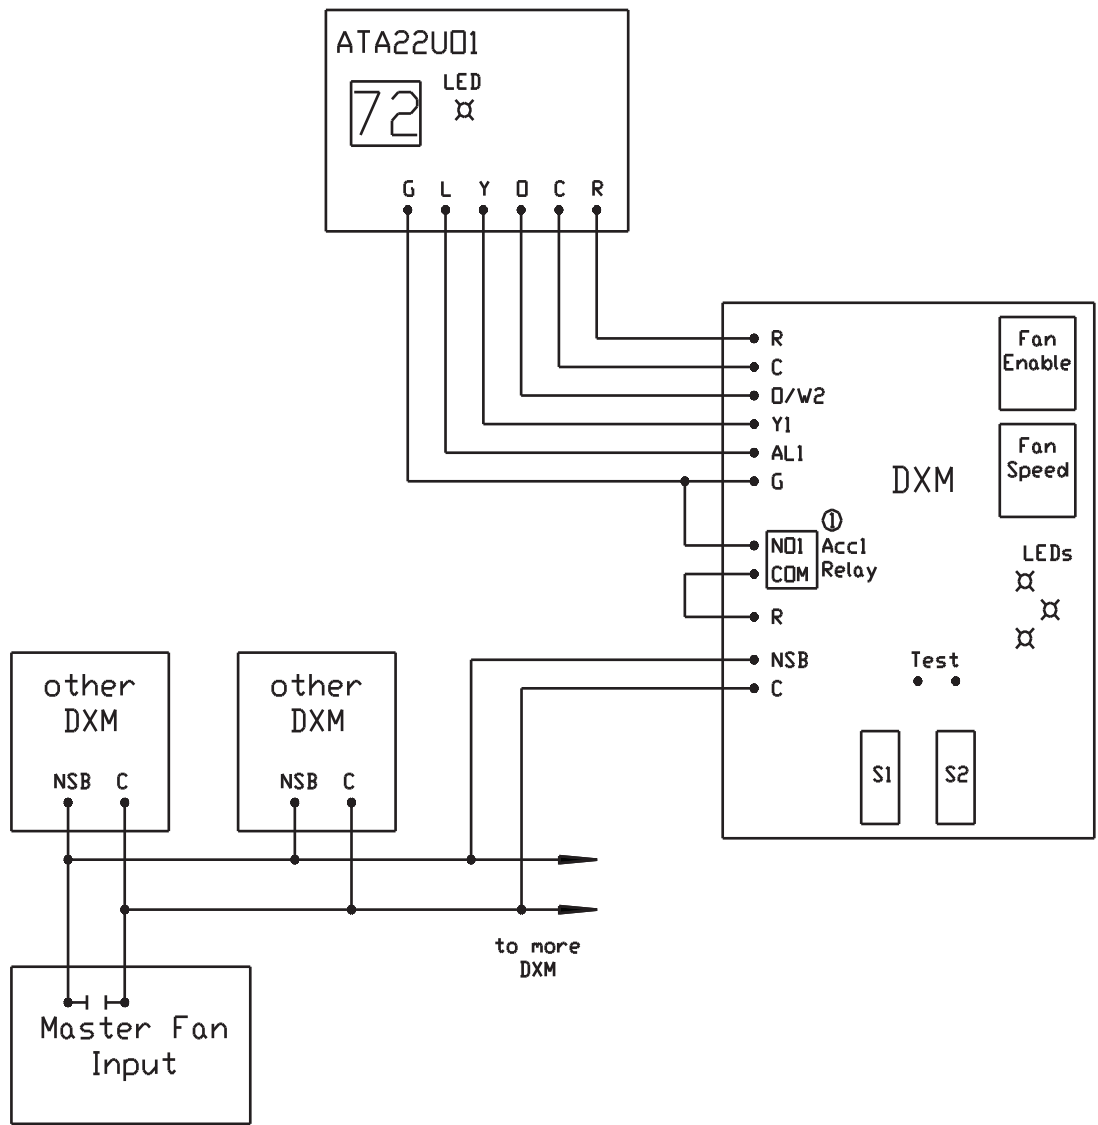 ATA22U01
LED
72
G L Y O C R
R
C
O/W2
Y1
AL1
G
Fan
Enable
Fan
Speed
DXM
1
NO1 Acc1
COM Relay
R
NSB
C
LEDs
Test
S1 S2
other
DXM
NSB C
other
DXM
NSB C
to more
DXM
Master Fan
Input